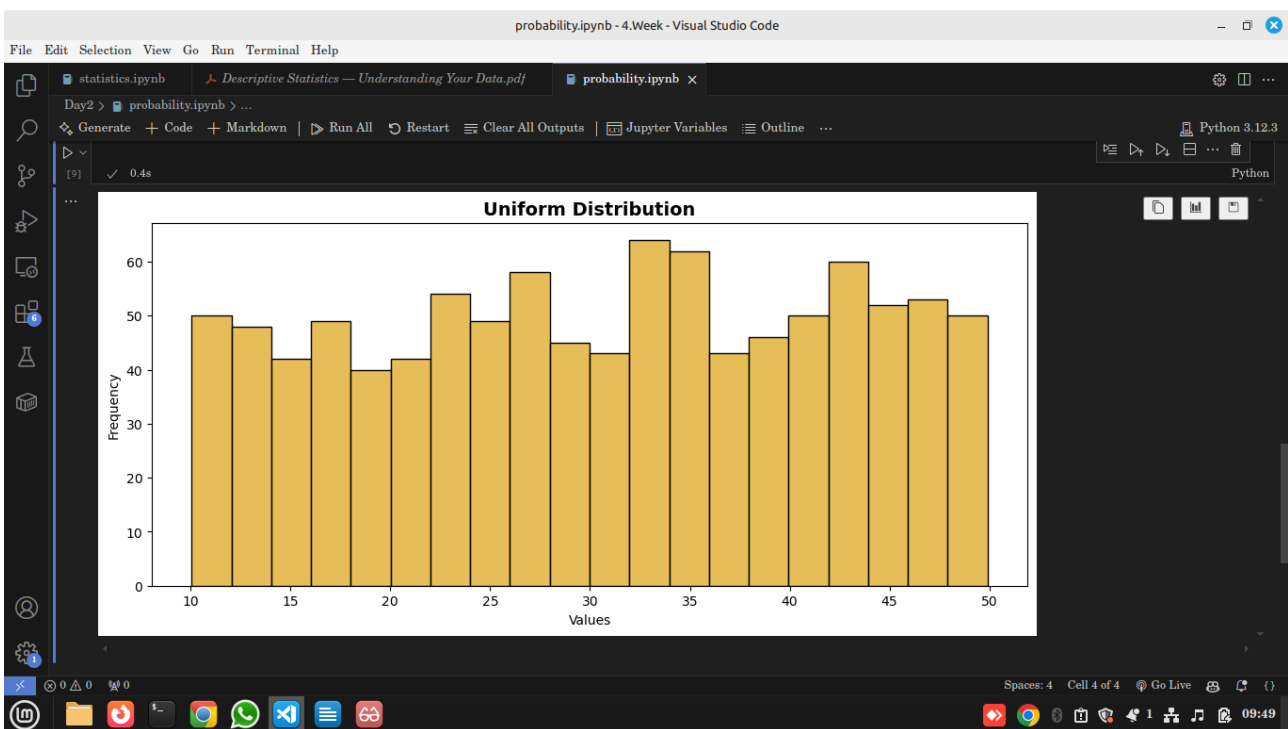 probability.ipynb - 4.Week - Visual Studio Code
File Edit Selection View Go Run Terminal Help
statistics.ipynb Descriptive Statistics — Understanding Your Data.pdf probability.ipynb
Day2 > probability.ipynb > ...
Generate + Code + Markdown | Run All Restart Clear All Outputs | Jupyter Variables Outline ...
Python 3.12.3
[9] ✓ 0.4s
Python
Uniform Distribution
60
50
40
30
20
10
0
Frequency
10 15 20 25 30 35 40 45 50
Values
6
1
0 0 0
Spaces: 4 Cell 4 of 4 Go Live {}
1 09:49